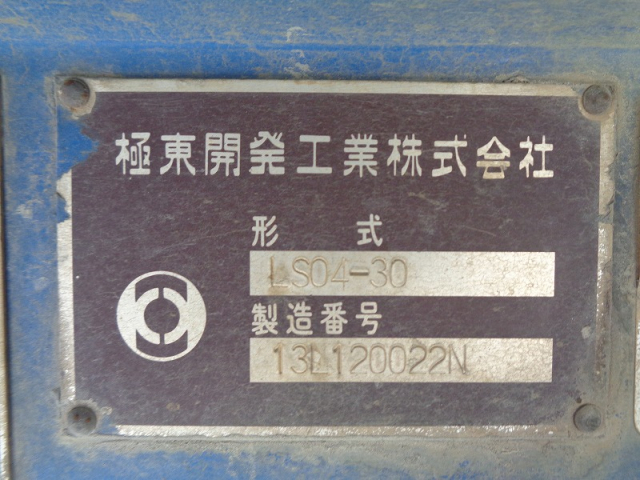 極東開発工業株式会社
形 式
LS04-30
製造番号
13L120022N